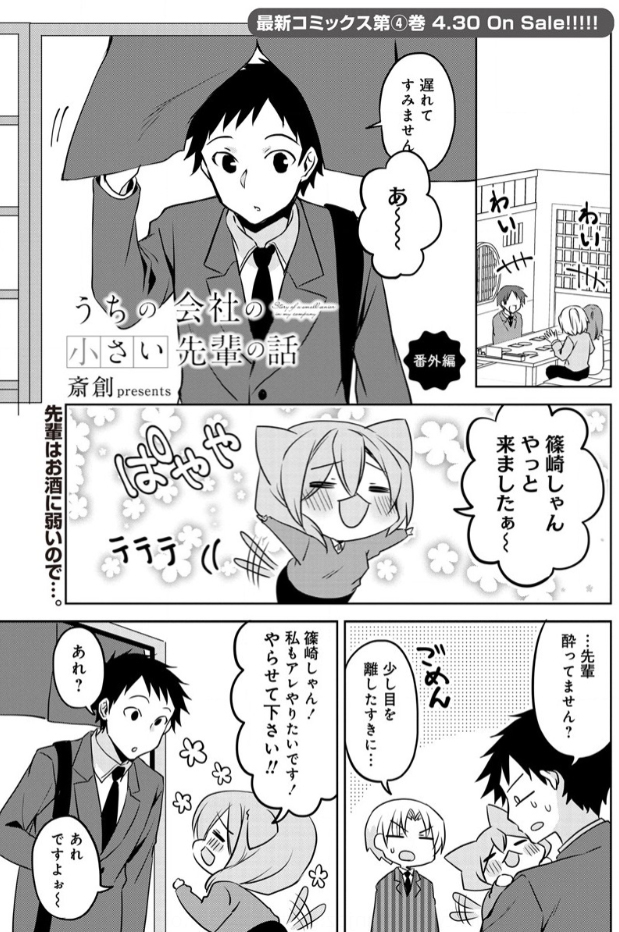 最新コミックス第④巻 4.30 On Sale!!!!!
わい
わい
遅れて
すみません
あ〜〜
うちの会社の
小さい先輩の話
Story of a small senior
in my company
斎創presents
番外編
先輩はお酒に弱いので…。
篠崎しゃん
やっと
来ましたぁ〜
ぱやや
テテテ
…先輩
酔ってません?
ごめん
少し目を
離したすきに…
篠崎しゃん!
私もアレやりたいです!
やらせて下さい!!
あれ?
あれ
ですよぉ〜